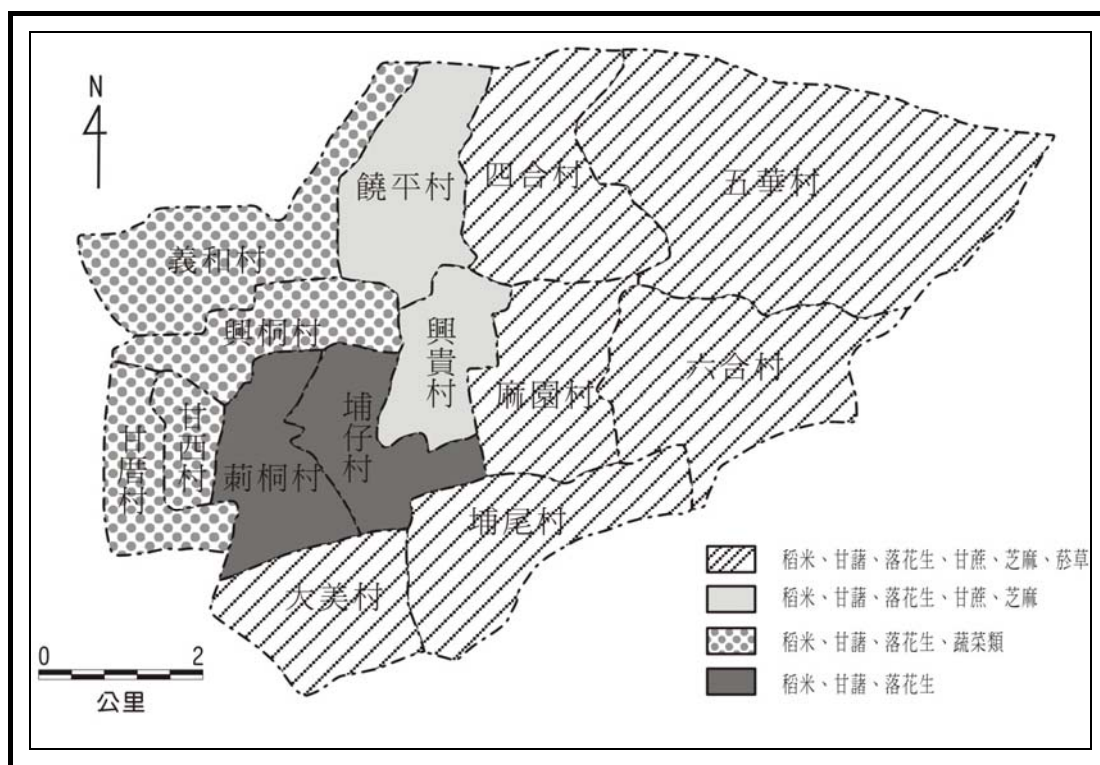 N
饒平村
四合村
五華村
義和村
興桐村
興貴村
麻園村
六合村
埔仔村
甘西村
甘厝村
莿桐村
埔尾村
大美村
稻米、甘藷、落花生、甘蔗、芝麻、菸草
稻米、甘藷、落花生、甘蔗、芝麻
稻米、甘藷、落花生、蔬菜類
稻米、甘藷、落花生
0 2
公里